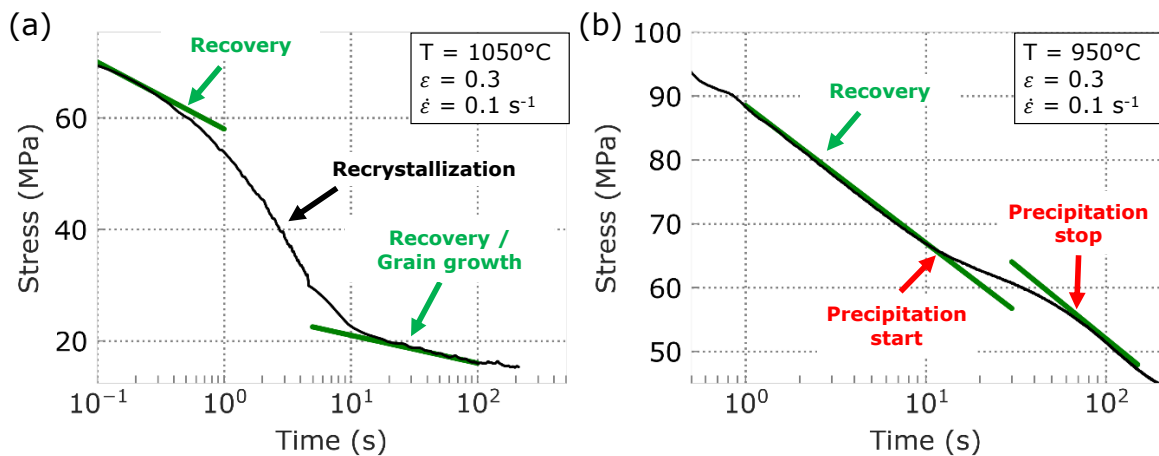 (a)
Recovery
T = 1050°C
ε = 0.3
ε̇ = 0.1 s⁻¹
Recrystallization
Recovery /
Grain growth
Stress (MPa)
60
40
20
10⁻¹
10⁰
10¹
10²
Time (s)
(b)
T = 950°C
ε = 0.3
ε̇ = 0.1 s⁻¹
Recovery
Precipitation
stop
Precipitation
start
Stress (MPa)
100
90
80
70
60
50
10⁰
10¹
10²
Time (s)